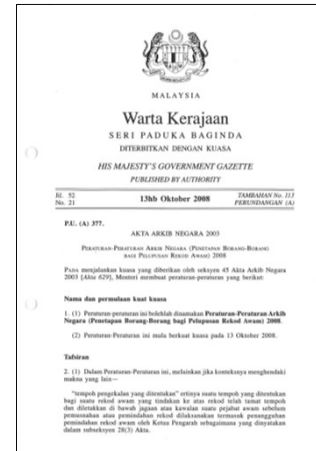 MALAYSIA
Warta Kerajaan
SERI PADUKA BAGINDA
DITERBITKAN DENGAN KUASA
HIS MAJESTY'S GOVERNMENT GAZETTE
PUBLISHED BY AUTHORITY
Jil. 52
No. 21
13hb Oktober 2008
TAMBAHAN No. 113
PERUNDANGAN (A)
P.U. (A) 377.
AKTA ARKIB NEGARA 2003
PERATURAN-PERATURAN ARKIB NEGARA (PENETAPAN BORANG-BORANG
BAGI PELUPUSAN REKOD AWAM) 2008
PADA menjalankan kuasa yang diberikan oleh seksyen 45 Akta Arkib Negara
2003 [Akta 629], Menteri membuat peraturan-peraturan yang berikut:
Nama dan permulaan kuat kuasa
1. (1) Peraturan-peraturan ini bolehlah dinamakan Peraturan-Peraturan Arkib
Negara (Penetapan Borang-Borang bagi Pelupusan Rekod Awam) 2008.
(2) Peraturan-Peraturan ini mula berkuat kuasa pada 13 Oktober 2008.
Tafsiran
2. (1) Dalam Peraturan-Peraturan ini, melainkan jika konteksnya menghendaki
makna yang lain—
"tempoh pengekalan yang ditentukan" ertinya suatu tempoh yang ditentukan
bagi suatu rekod awam yang tindakan ke atas rekod telah tamat tempoh
dan diletakkan di bawah jagaan atau kawalan suatu pejabat awam sebelum
pemusnahan atau pemindahan rekod dilaksanakan termasuk penangguhan
pemindahan rekod awam oleh Ketua Pengarah sebagaimana yang dinyatakan
dalam subseksyen 28(3) Akta.